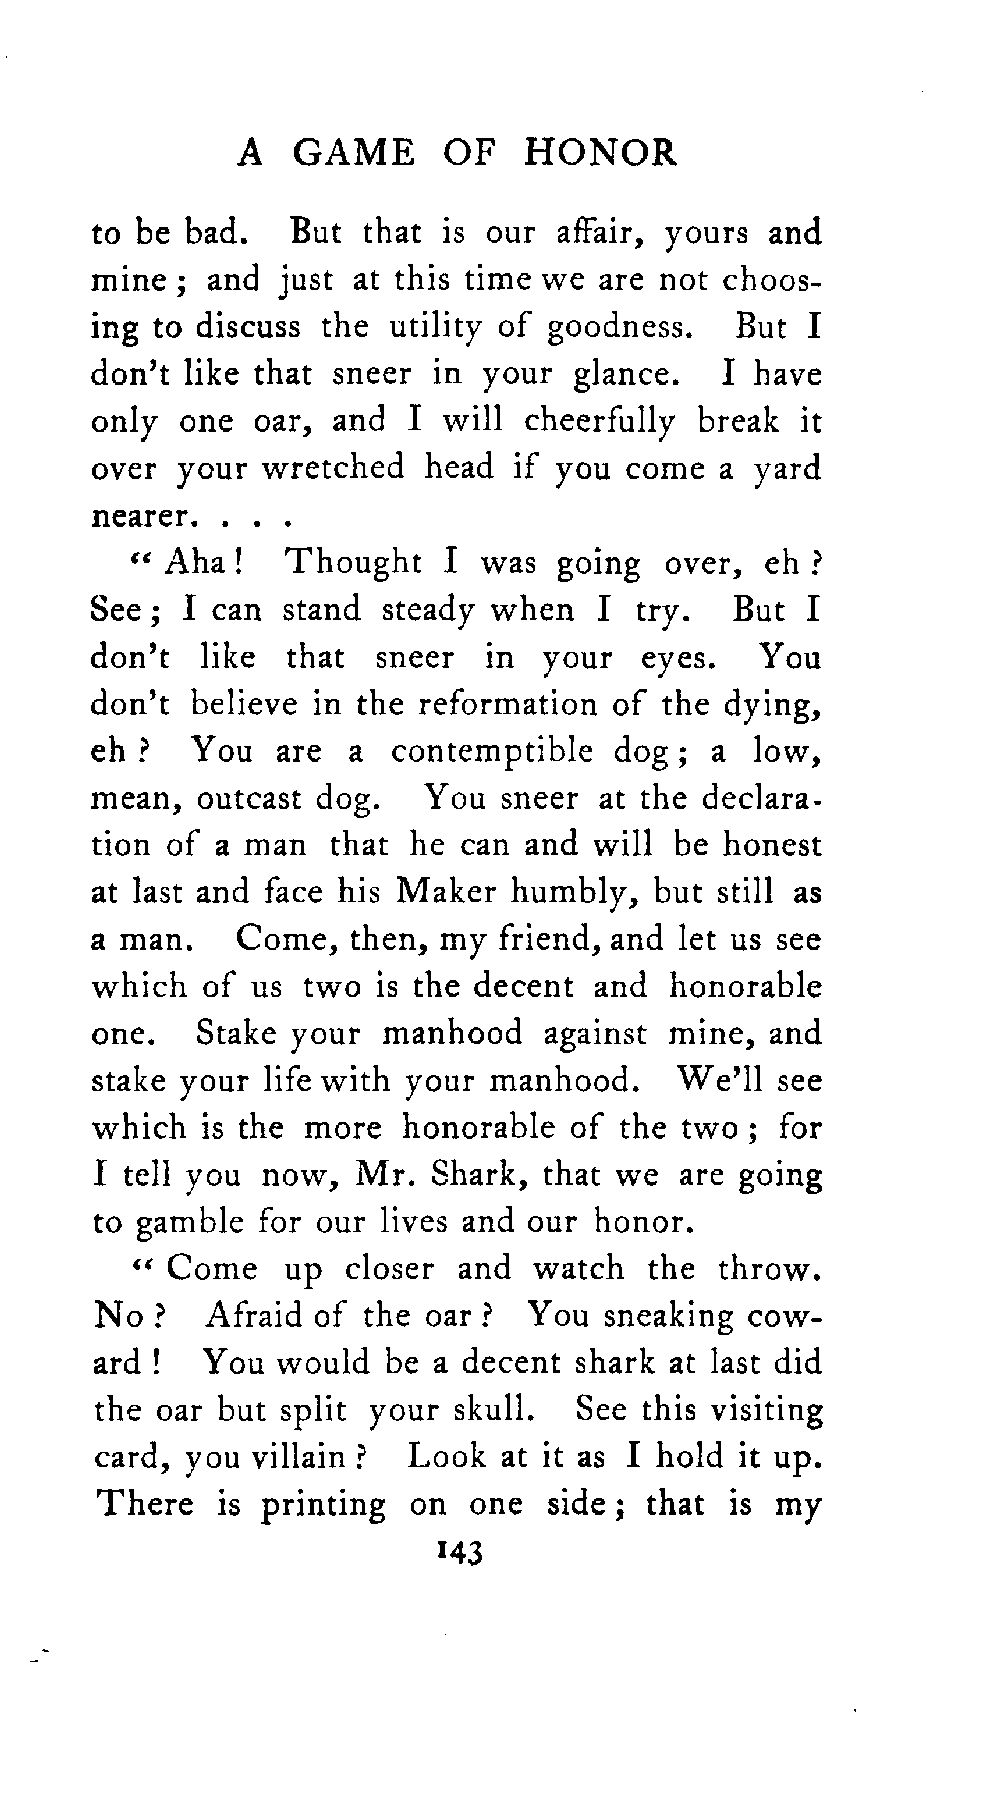 A GAME OF HONOR
to be bad. But that is our affair, yours and
mine ; and just at this time we are not choos-
ing to discuss the utility of goodness. But I
don't like that sneer in your glance. I have
only one oar, and I will cheerfully break it
over your wretched head if you come a yard
nearer. . . .
“ Aha ! Thought I was going over, eh ?
See ; I can stand steady when I try. But I
don't like that sneer in your eyes. You
don't believe in the reformation of the dying,
eh ? You are a contemptible dog ; a low,
mean, outcast dog. You sneer at the declara-
tion of a man that he can and will be honest
at last and face his Maker humbly, but still as
a man. Come, then, my friend, and let us see
which of us two is the decent and honorable
one. Stake your manhood against mine, and
stake your life with your manhood. We'll see
which is the more honorable of the two ; for
I tell you now, Mr. Shark, that we are going
to gamble for our lives and our honor.
“ Come up closer and watch the throw.
No ? Afraid of the oar ? You sneaking cow-
ard ! You would be a decent shark at last did
the oar but split your skull. See this visiting
card, you villain ? Look at it as I hold it up.
There is printing on one side ; that is my
143